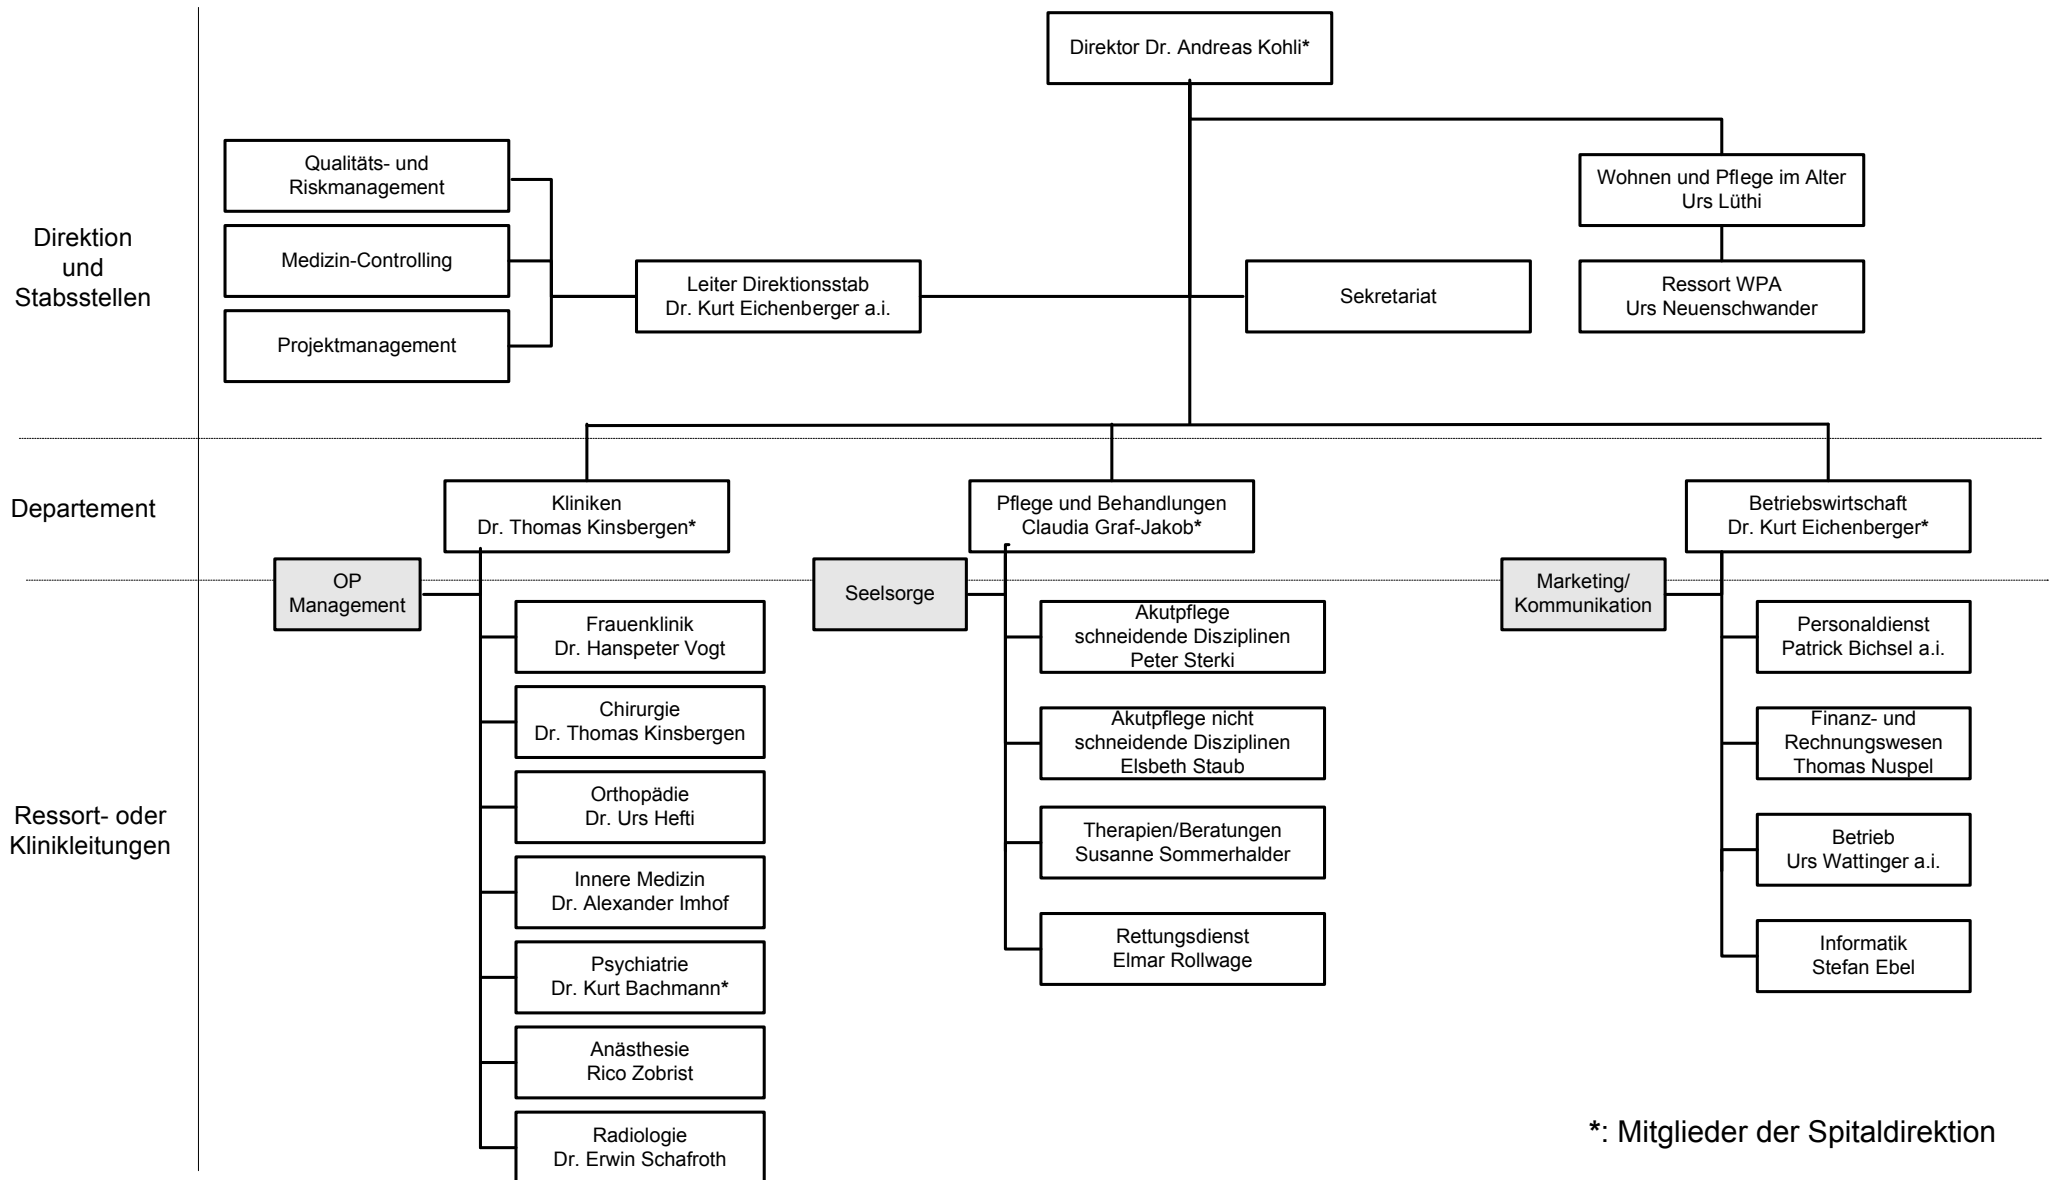 Direktor Dr. Andreas Kohli*
Direktion
und
Stabsstellen
Qualitäts- und
Riskmanagement
Medizin-Controlling
Projektmanagement
Leiter Direktionsstab
Dr. Kurt Eichenberger a.i.
Sekretariat
Wohnen und Pflege im Alter
Urs Lüthi
Ressort WPA
Urs Neuenschwander
Departement
Kliniken
Dr. Thomas Kinsbergen*
Pflege und Behandlungen
Claudia Graf-Jakob*
Betriebswirtschaft
Dr. Kurt Eichenberger*
Ressort- oder
Klinikleitungen
OP
Management
Frauenklinik
Dr. Hanspeter Vogt
Chirurgie
Dr. Thomas Kinsbergen
Orthopädie
Dr. Urs Hefti
Innere Medizin
Dr. Alexander Imhof
Psychiatrie
Dr. Kurt Bachmann*
Anästhesie
Rico Zobrist
Radiologie
Dr. Erwin Schafroth
Seelsorge
Akutpflege
schneidende Disziplinen
Peter Sterki
Akutpflege nicht
schneidende Disziplinen
Elsbeth Staub
Therapien/Beratungen
Susanne Sommerhalder
Rettungsdienst
Elmar Rollwage
Marketing/
Kommunikation
Personaldienst
Patrick Bichsel a.i.
Finanz- und
Rechnungswesen
Thomas Nuspel
Betrieb
Urs Wattinger a.i.
Informatik
Stefan Ebel
*: Mitglieder der Spitaldirektion